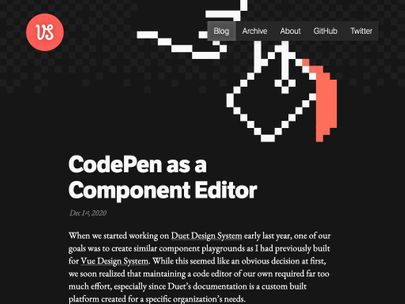 VS
Blog Archive About GitHub Twitter
CodePen as a
Component Editor
Dec 1st, 2020
When we started working on Duet Design System early last year, one of our
goals was to create similar component playgrounds as I had previously built
for Vue Design System. While this seemed like an obvious decision at first,
we soon realized that maintaining a code editor of our own required far too
much effort, especially since Duet’s documentation is a custom built
platform created for a specific organization’s needs.